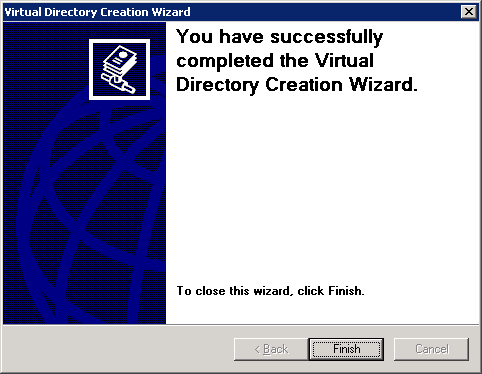 Virtual Directory Creation Wizard
You have successfully
completed the Virtual
Directory Creation Wizard.
To close this wizard, click Finish.
< Back
Finish
Cancel